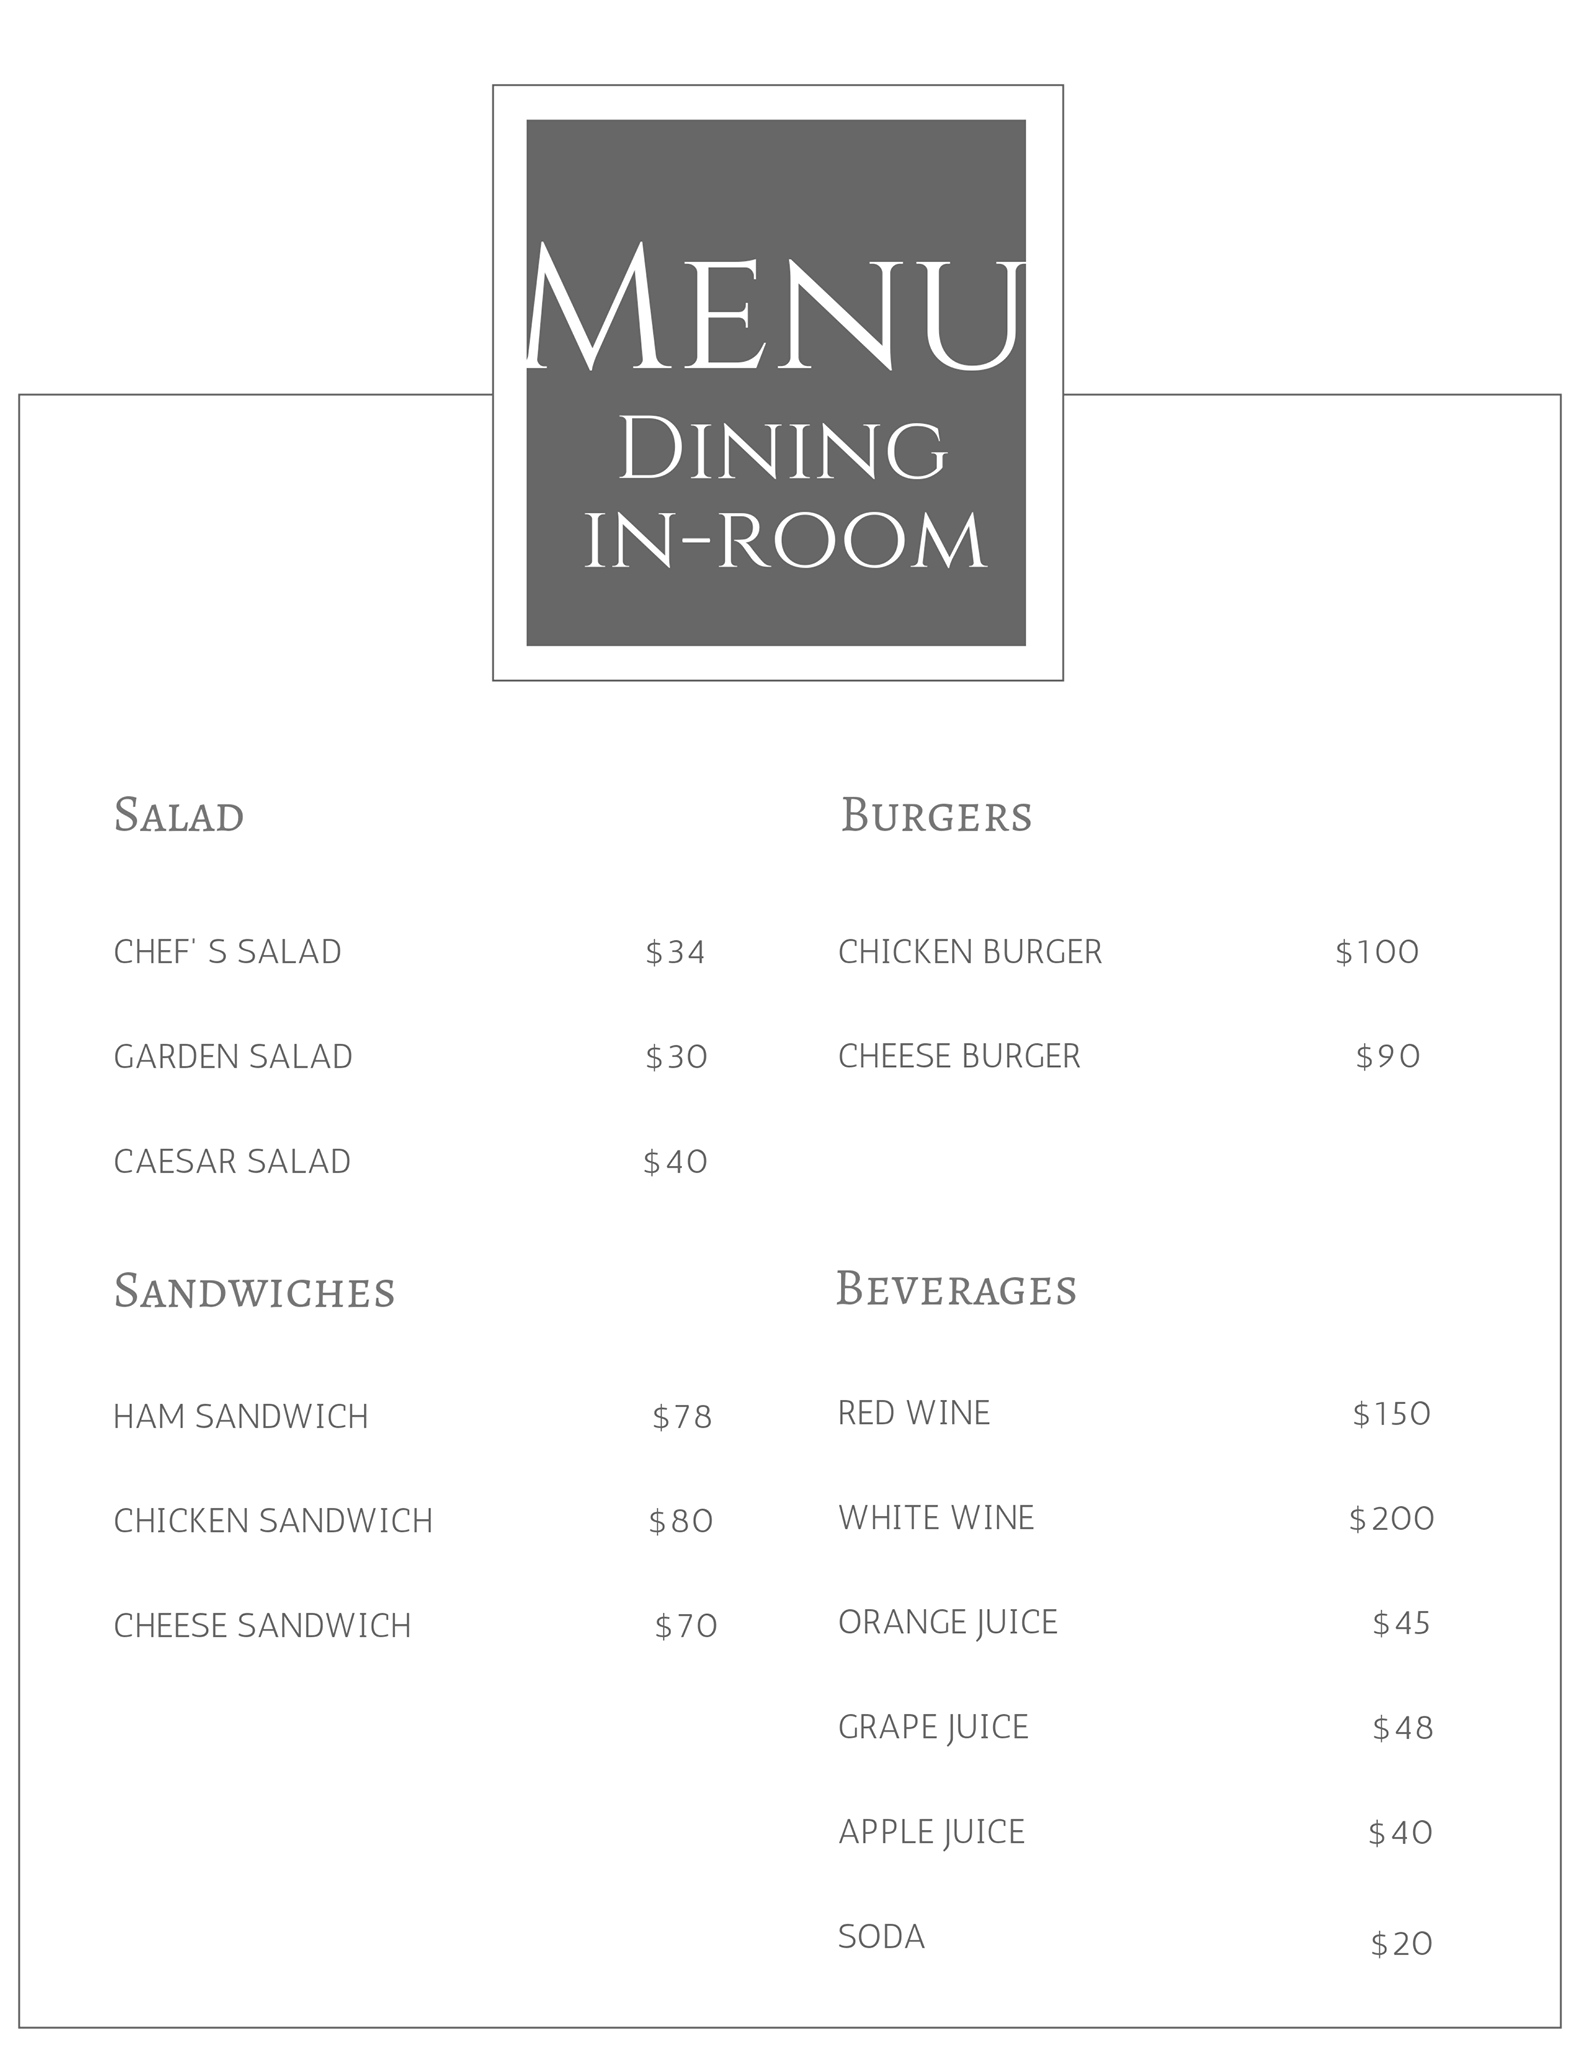 Menu
Dining
in-room
Salad
CHEF' S SALAD $34
GARDEN SALAD $30
CAESAR SALAD $40
Burgers
CHICKEN BURGER $100
CHEESE BURGER $90
Sandwiches
HAM SANDWICH $78
CHICKEN SANDWICH $80
CHEESE SANDWICH $70
Beverages
RED WINE $150
WHITE WINE $200
ORANGE JUICE $45
GRAPE JUICE $48
APPLE JUICE $40
SODA $20